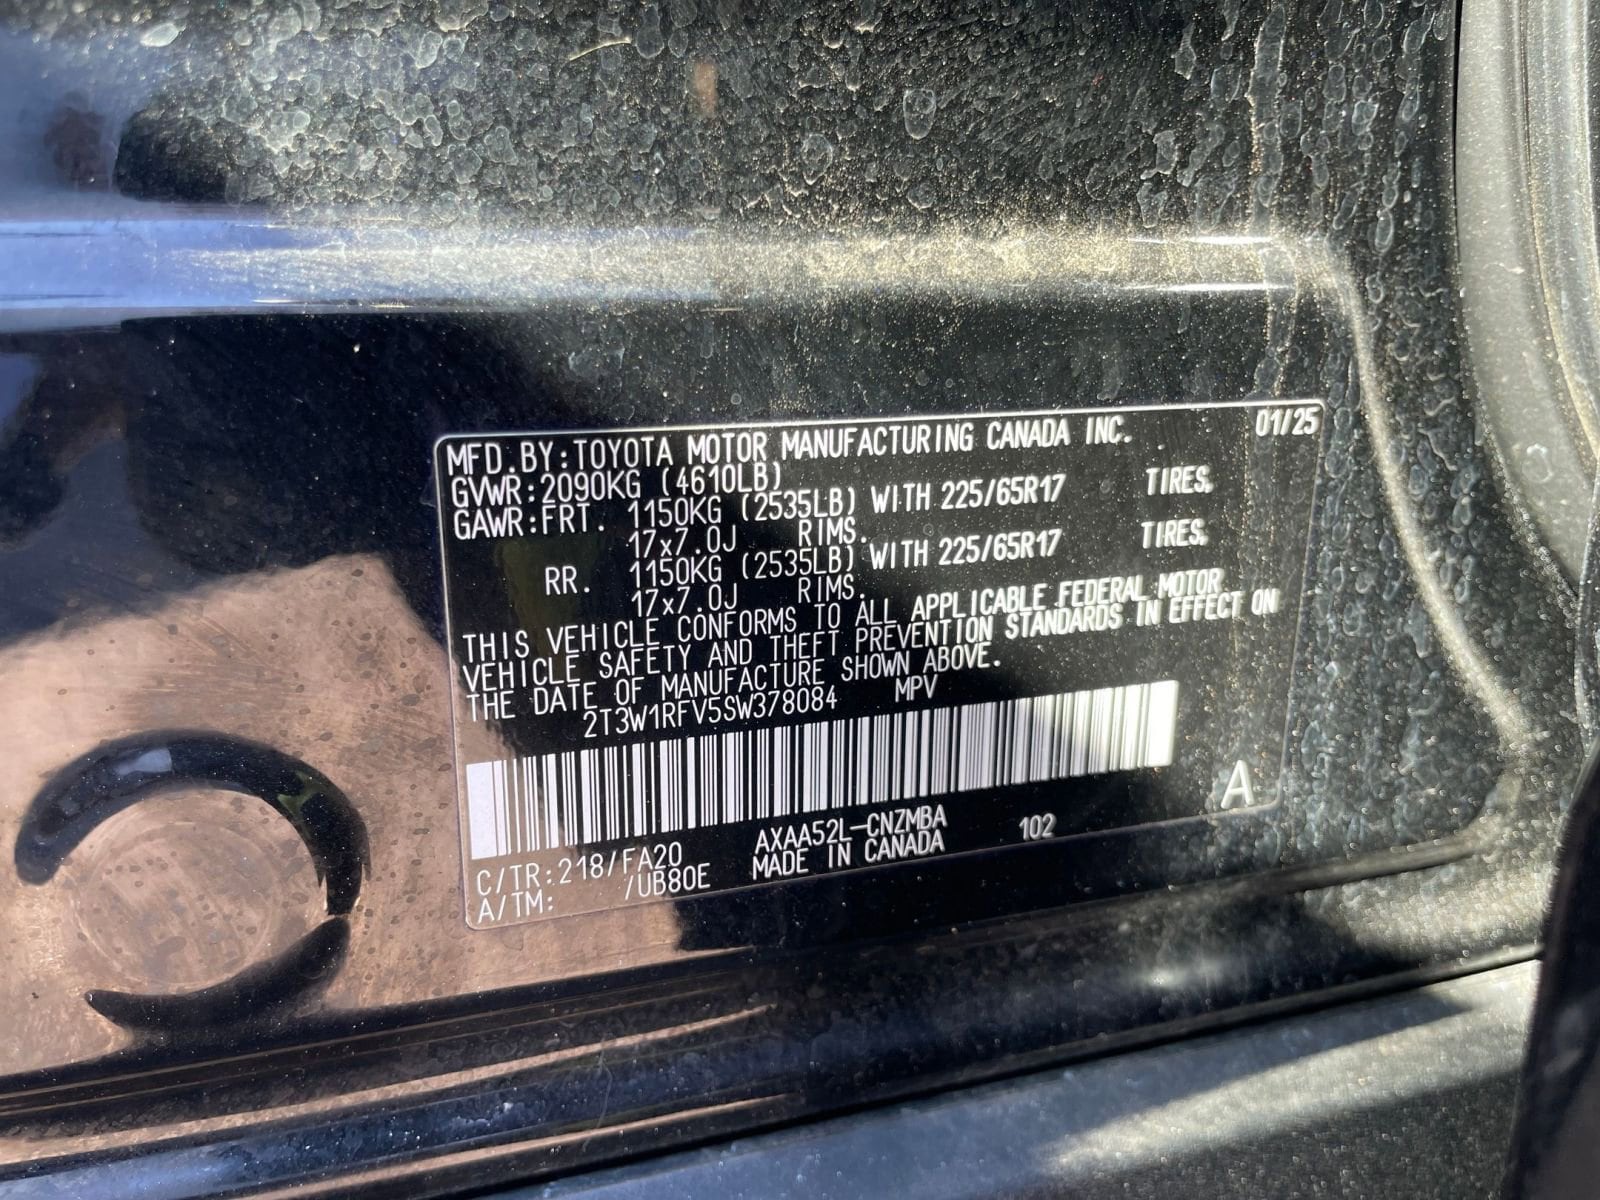 MFD.BY:TOYOTA MOTOR MANUFACTURING CANADA INC. 01/25
GVWR:2090KG (4610LB)
GAWR:FRT. 1150KG (2535LB) WITH 225/65R17 TIRES,
17x7.0J RIMS.
RR. 1150KG (2535LB) WITH 225/65R17 TIRES,
17x7.0J RIMS.
THIS VEHICLE CONFORMS TO ALL APPLICABLE FEDERAL MOTOR
VEHICLE SAFETY AND THEFT PREVENTION STANDARDS IN EFFECT ON
THE DATE OF MANUFACTURE SHOWN ABOVE.
2T3W1RFV5SW378084 MPV
A
C/TR:218/FA20 AXAA52L-CNZMBA 102
A/TM: /UB80E MADE IN CANADA